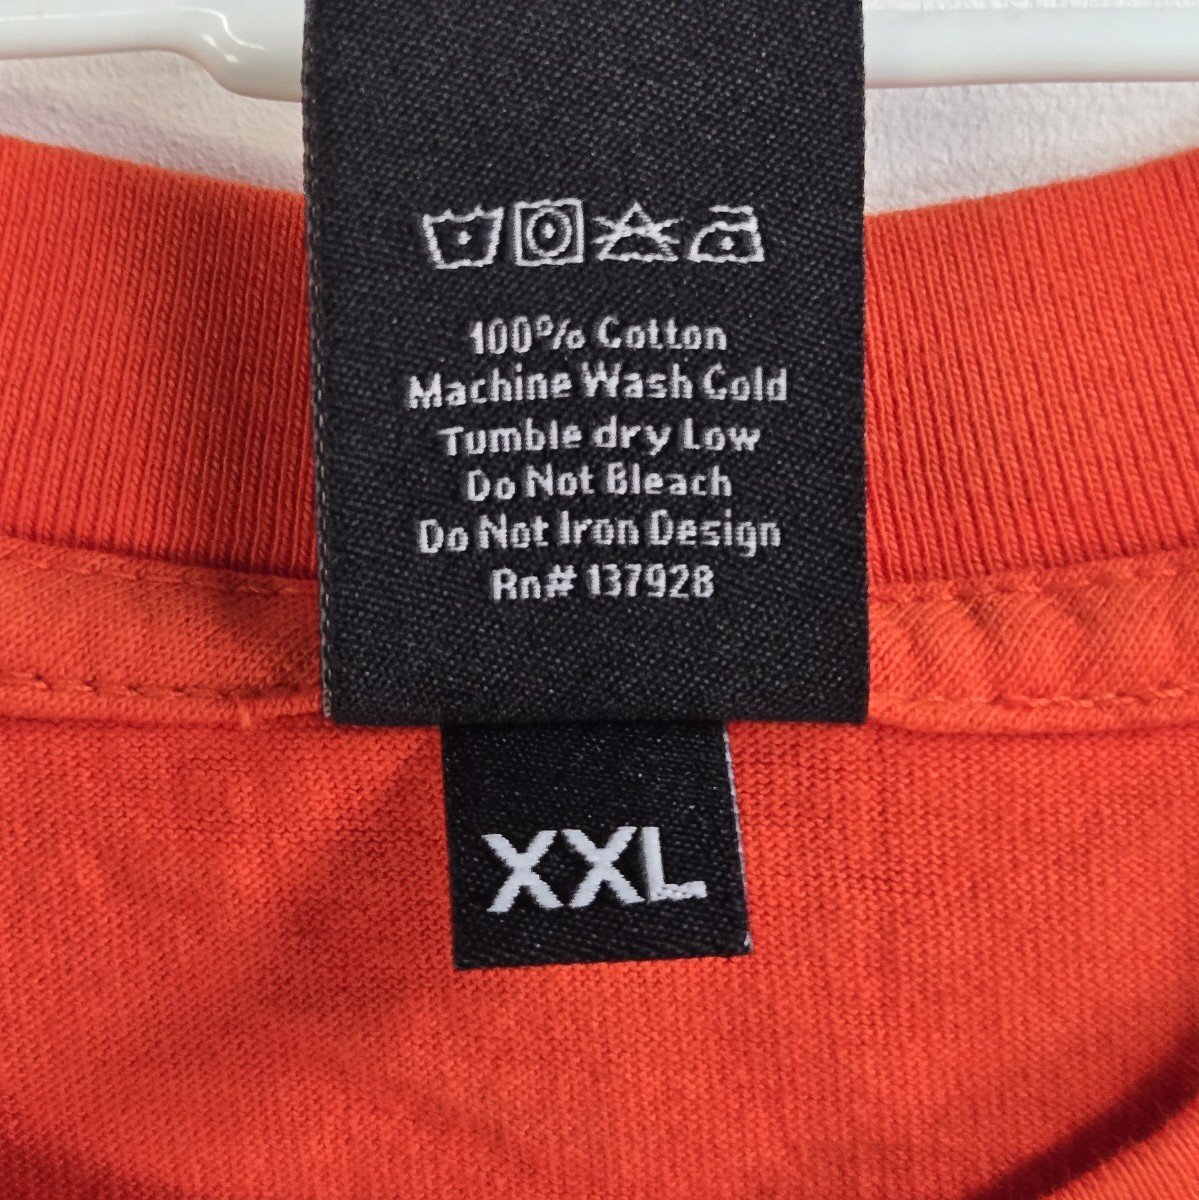 100% Cotton
Machine Wash Cold
Tumble dry Low
Do Not Bleach
Do Not Iron Design
Rn# 137928
XXL